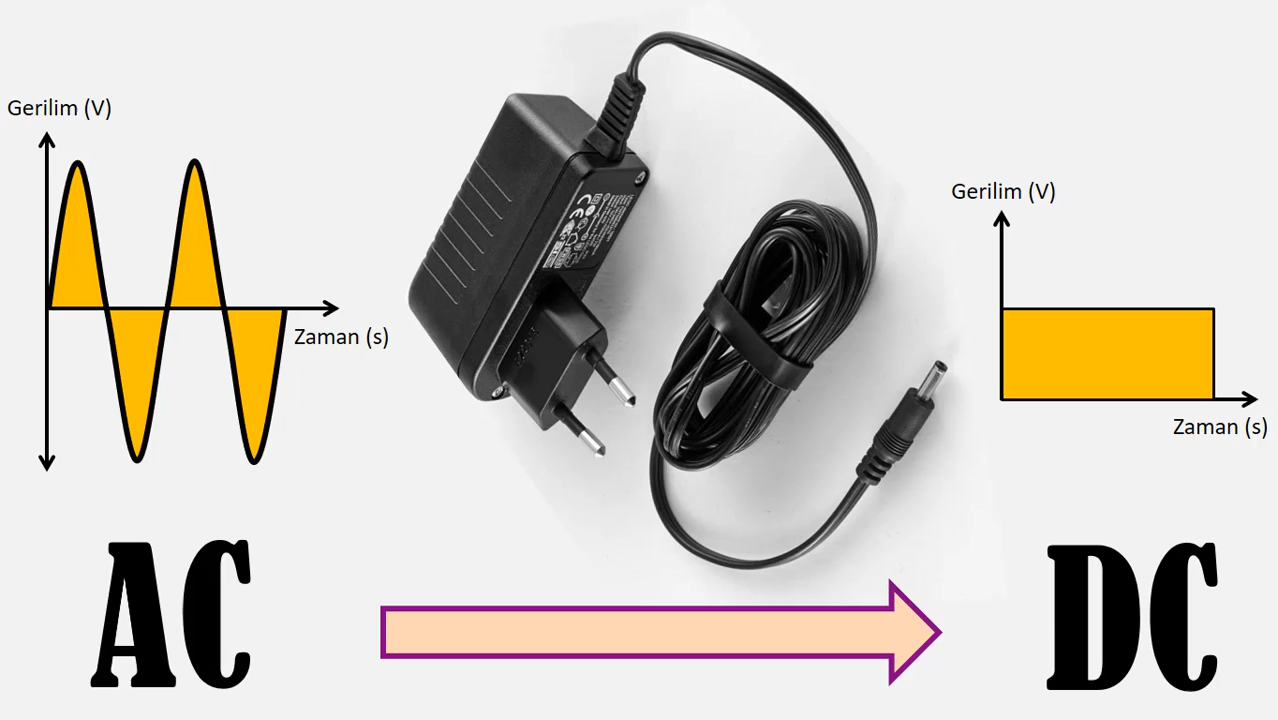 Gerilim (V)
Zaman (s)
Gerilim (V)
Zaman (s)
AC
DC